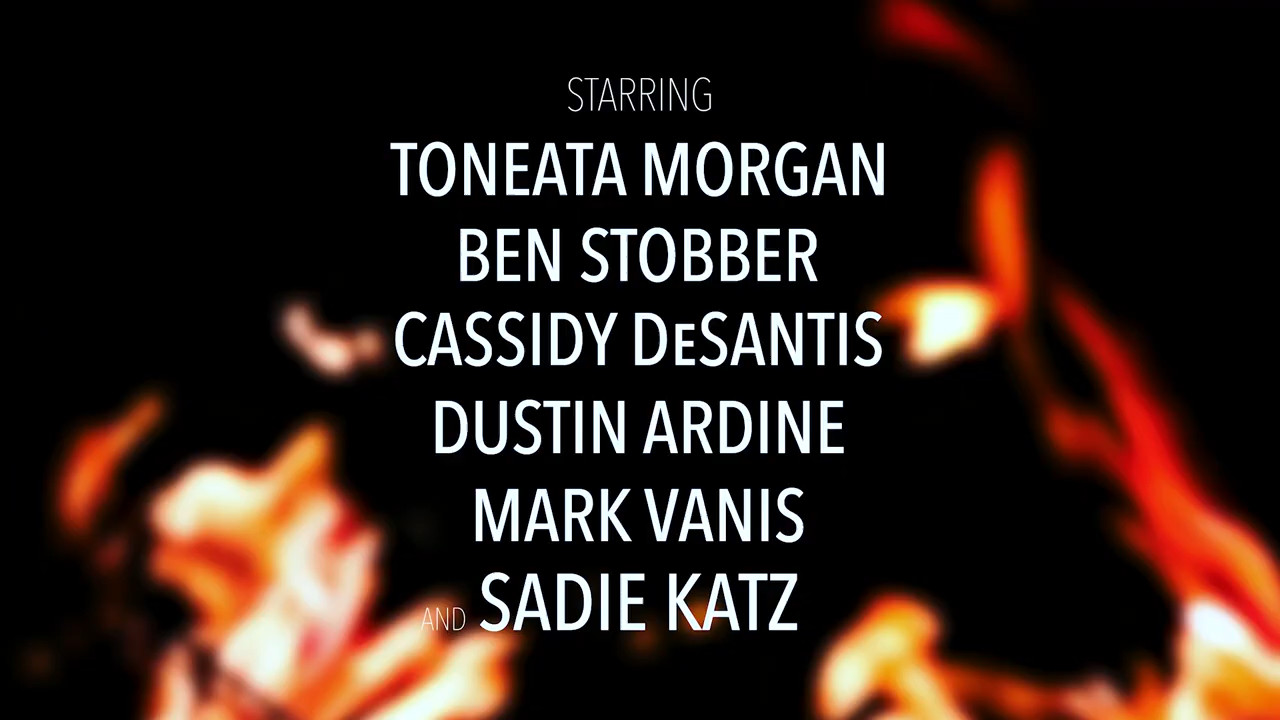 STARRING
TONEATA MORGAN
BEN STOBBER
CASSIDY DeSANTIS
DUSTIN ARDINE
MARK VANIS
AND SADIE KATZ